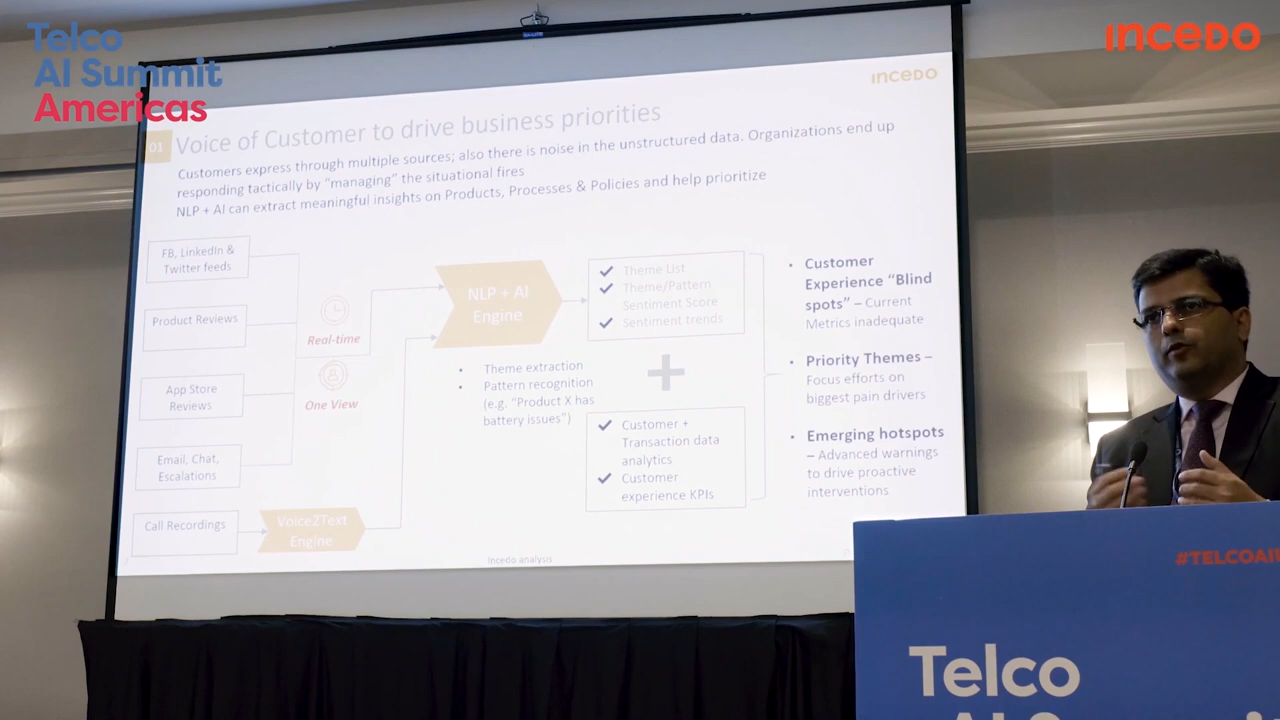 Telco
AI Summit
Americas
INCEDO
INCEDO
01
Voice of Customer to drive business priorities
Customers express through multiple sources; also there is noise in the unstructured data. Organizations end up
responding tactically by “managing” the situational fires
NLP + AI can extract meaningful insights on Products, Processes & Policies and help prioritize
FB, LinkedIn &
Twitter feeds
Product Reviews
App Store
Reviews
Email, Chat,
Escalations
Call Recordings
Real-time
One View
Voice2Text
Engine
NLP + AI
Engine
• Theme extraction
• Pattern recognition
(e.g. “Product X has
battery issues”)
✓ Theme List
✓ Theme/Pattern
Sentiment Score
✓ Sentiment trends
+
✓ Customer +
Transaction data
analytics
✓ Customer
experience KPIs
• Customer
Experience “Blind
spots” – Current
Metrics inadequate
• Priority Themes –
Focus efforts on
biggest pain drivers
• Emerging hotspots
– Advanced warnings
to drive proactive
interventions
Incedo analysis
#TELCOAI
Telco